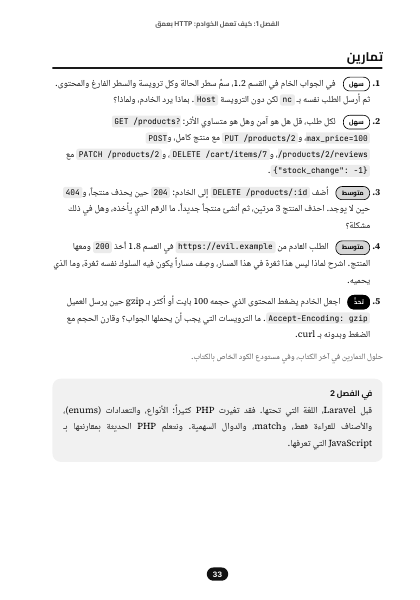 الفصل 1: كيف تعمل الخوادم: HTTP بعمق
تمارين
1. سهل في الجواب الخام في القسم 1.2، سمِّ سطر الحالة وكل ترويسة والسطر الفارغ والمحتوى.
ثم أرسل الطلب نفسه بـ nc لكن دون الترويسة Host. بماذا يرد الخادم، ولماذا؟
2. سهل لكل طلب، قل هل هو آمن وهل هو متساوي الأثر: GET /products?
max_price=100، و PUT /products/2 مع منتج كامل، وPOST
/products/2/reviews، و DELETE /cart/items/7، و PATCH /products/2 مع
{"stock_change": -1}.
3. متوسط أضف DELETE /products/:id إلى الخادم: 204 حين يحذف منتجاً، و 404
حين لا يوجد. احذف المنتج 3 مرتين، ثم أنشئ منتجاً جديداً. ما الرقم الذي يأخذه، وهل في ذلك
مشكلة؟
4. متوسط الطلب القادم من https://evil.example في القسم 1.8 أخذ 200 ومعها
المنتج. اشرح لماذا ليس هذا ثغرة في هذا المسار، وصِف مساراً يكون فيه السلوك نفسه ثغرة، وما الذي
يحميه.
5. تحدٍّ اجعل الخادم يضغط المحتوى الذي حجمه 100 بايت أو أكثر بـ gzip حين يرسل العميل
Accept-Encoding: gzip. ما الترويسات التي يجب أن يحملها الجواب؟ وقارن الحجم مع
الضغط وبدونه بـ curl.
حلول التمارين في آخر الكتاب، وفي مستودع الكود الخاص بالكتاب.
في الفصل 2
قبل Laravel، اللغة التي تحتها. فقد تغيرت PHP كثيراً: الأنواع، والتعدادات (enums)،
والأصناف للقراءة فقط، وmatch، والدوال السهمية. ونتعلم PHP الحديثة بمقارنتها بـ
JavaScript التي تعرفها.
33